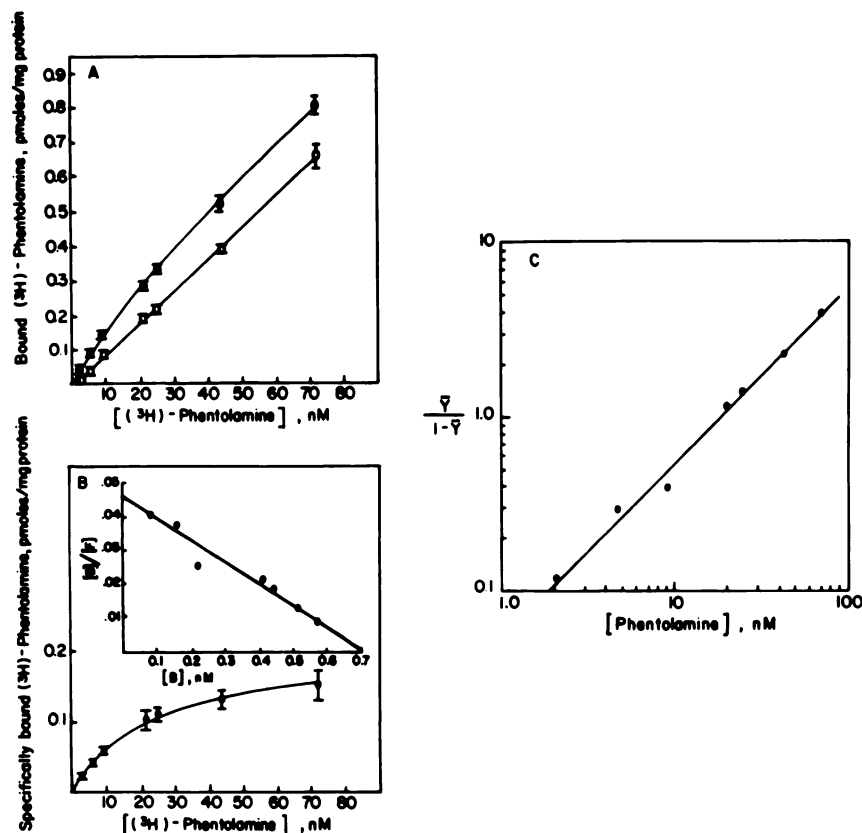 Bound (³H) - Phentolamine, pmoles/mg protein
A
0.9
0.8
0.7
0.6
0.5
0.4
0.3
0.2
0.1
10 20 30 40 50 60 70 80
[(³H) - Phentolamine] , nM
Specifically bound (³H) - Phentolamine, pmoles/mg protein
B
.05
.04
.03
.02
.01
[B]/[F]
0.1 0.2 0.3 0.4 0.5 0.6 0.7
[B] , nM
0.2
0.1
10 20 30 40 50 60 70 80
[(³H) - Phentolamine] , nM
C
10
1.0
0.1
Ȳ
1-Ȳ
1.0 10 100
[Phentolamine] , nM